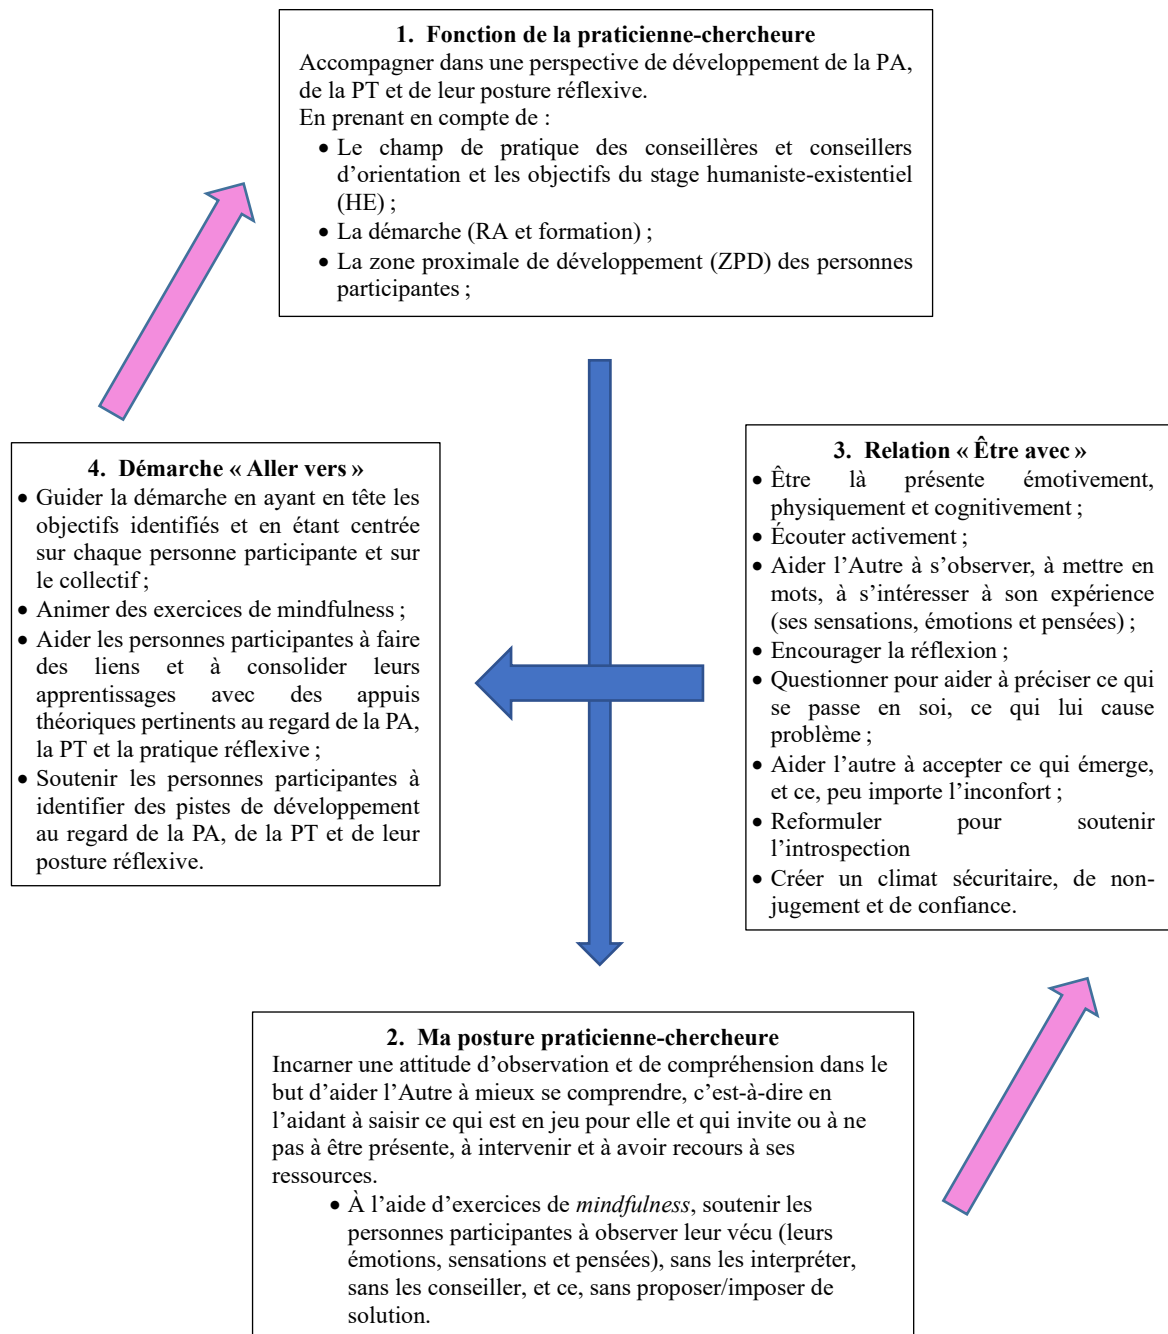 1. Fonction de la praticienne-chercheure
Accompagner dans une perspective de développement de la PA,
de la PT et de leur posture réflexive.
En prenant en compte de :
• Le champ de pratique des conseillères et conseillers
d’orientation et les objectifs du stage humaniste-existentiel
(HE) ;
• La démarche (RA et formation) ;
• La zone proximale de développement (ZPD) des personnes
participantes ;
4. Démarche « Aller vers »
• Guider la démarche en ayant en tête les
objectifs identifiés et en étant centrée
sur chaque personne participante et sur
le collectif ;
• Animer des exercices de mindfulness ;
• Aider les personnes participantes à faire
des liens et à consolider leurs
apprentissages avec des appuis
théoriques pertinents au regard de la PA,
la PT et la pratique réflexive ;
• Soutenir les personnes participantes à
identifier des pistes de développement
au regard de la PA, de la PT et de leur
posture réflexive.
3. Relation « Être avec »
• Être là présente émotivement,
physiquement et cognitivement ;
• Écouter activement ;
• Aider l’Autre à s’observer, à mettre en
mots, à s’intéresser à son expérience
(ses sensations, émotions et pensées) ;
• Encourager la réflexion ;
• Questionner pour aider à préciser ce qui
se passe en soi, ce qui lui cause
problème ;
• Aider l’autre à accepter ce qui émerge,
et ce, peu importe l’inconfort ;
• Reformuler pour soutenir
l’introspection
• Créer un climat sécuritaire, de non-
jugement et de confiance.
2. Ma posture praticienne-chercheure
Incarner une attitude d’observation et de compréhension dans le
but d’aider l’Autre à mieux se comprendre, c’est-à-dire en
l’aidant à saisir ce qui est en jeu pour elle et qui invite ou à ne
pas à être présente, à intervenir et à avoir recours à ses
ressources.
• À l’aide d’exercices de mindfulness, soutenir les
personnes participantes à observer leur vécu (leurs
émotions, sensations et pensées), sans les interpréter,
sans les conseiller, et ce, sans proposer/imposer de
solution.